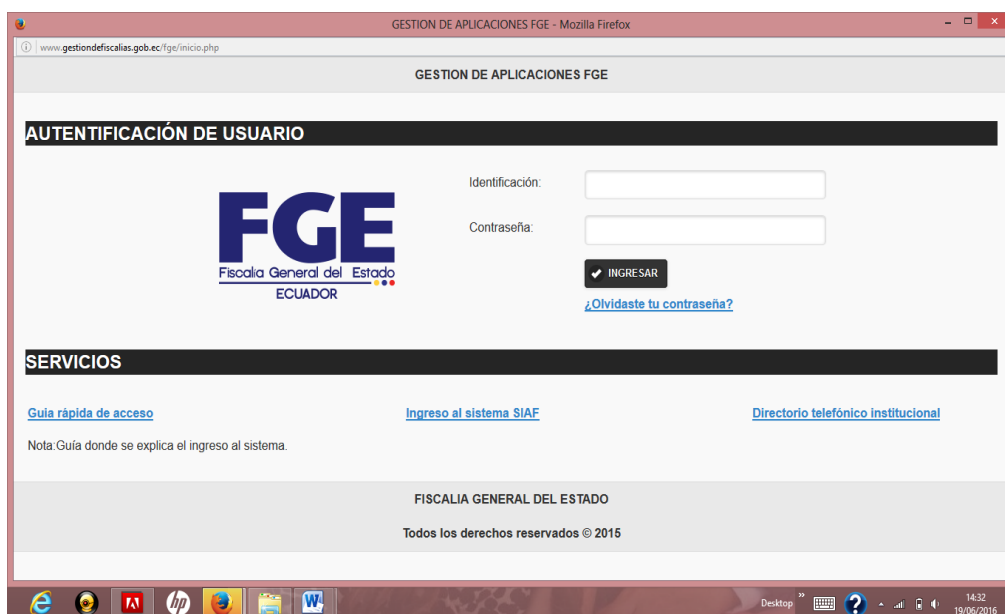 GESTION DE APLICACIONES FGE - Mozilla Firefox
www.gestiondefiscalias.gob.ec/fge/inicio.php
GESTION DE APLICACIONES FGE
AUTENTIFICACIÓN DE USUARIO
Identificación:
Contraseña:
FGE
Fiscalia General del Estado
ECUADOR
INGRESAR
¿Olvidaste tu contraseña?
SERVICIOS
Guia rápida de acceso
Ingreso al sistema SIAF
Directorio telefónico institucional
Nota:Guía donde se explica el ingreso al sistema.
FISCALIA GENERAL DEL ESTADO
Todos los derechos reservados © 2015
Desktop
14:32
19/06/2016